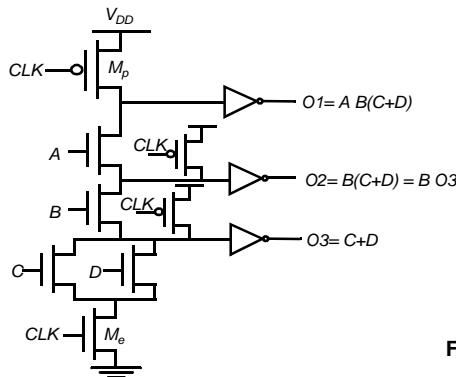 V_DD
CLK
M_p
O1= A B(C+D)
A
CLK
O2= B(C+D) = B O3
B
CLK
O3= C+D
C
D
CLK
M_e
F